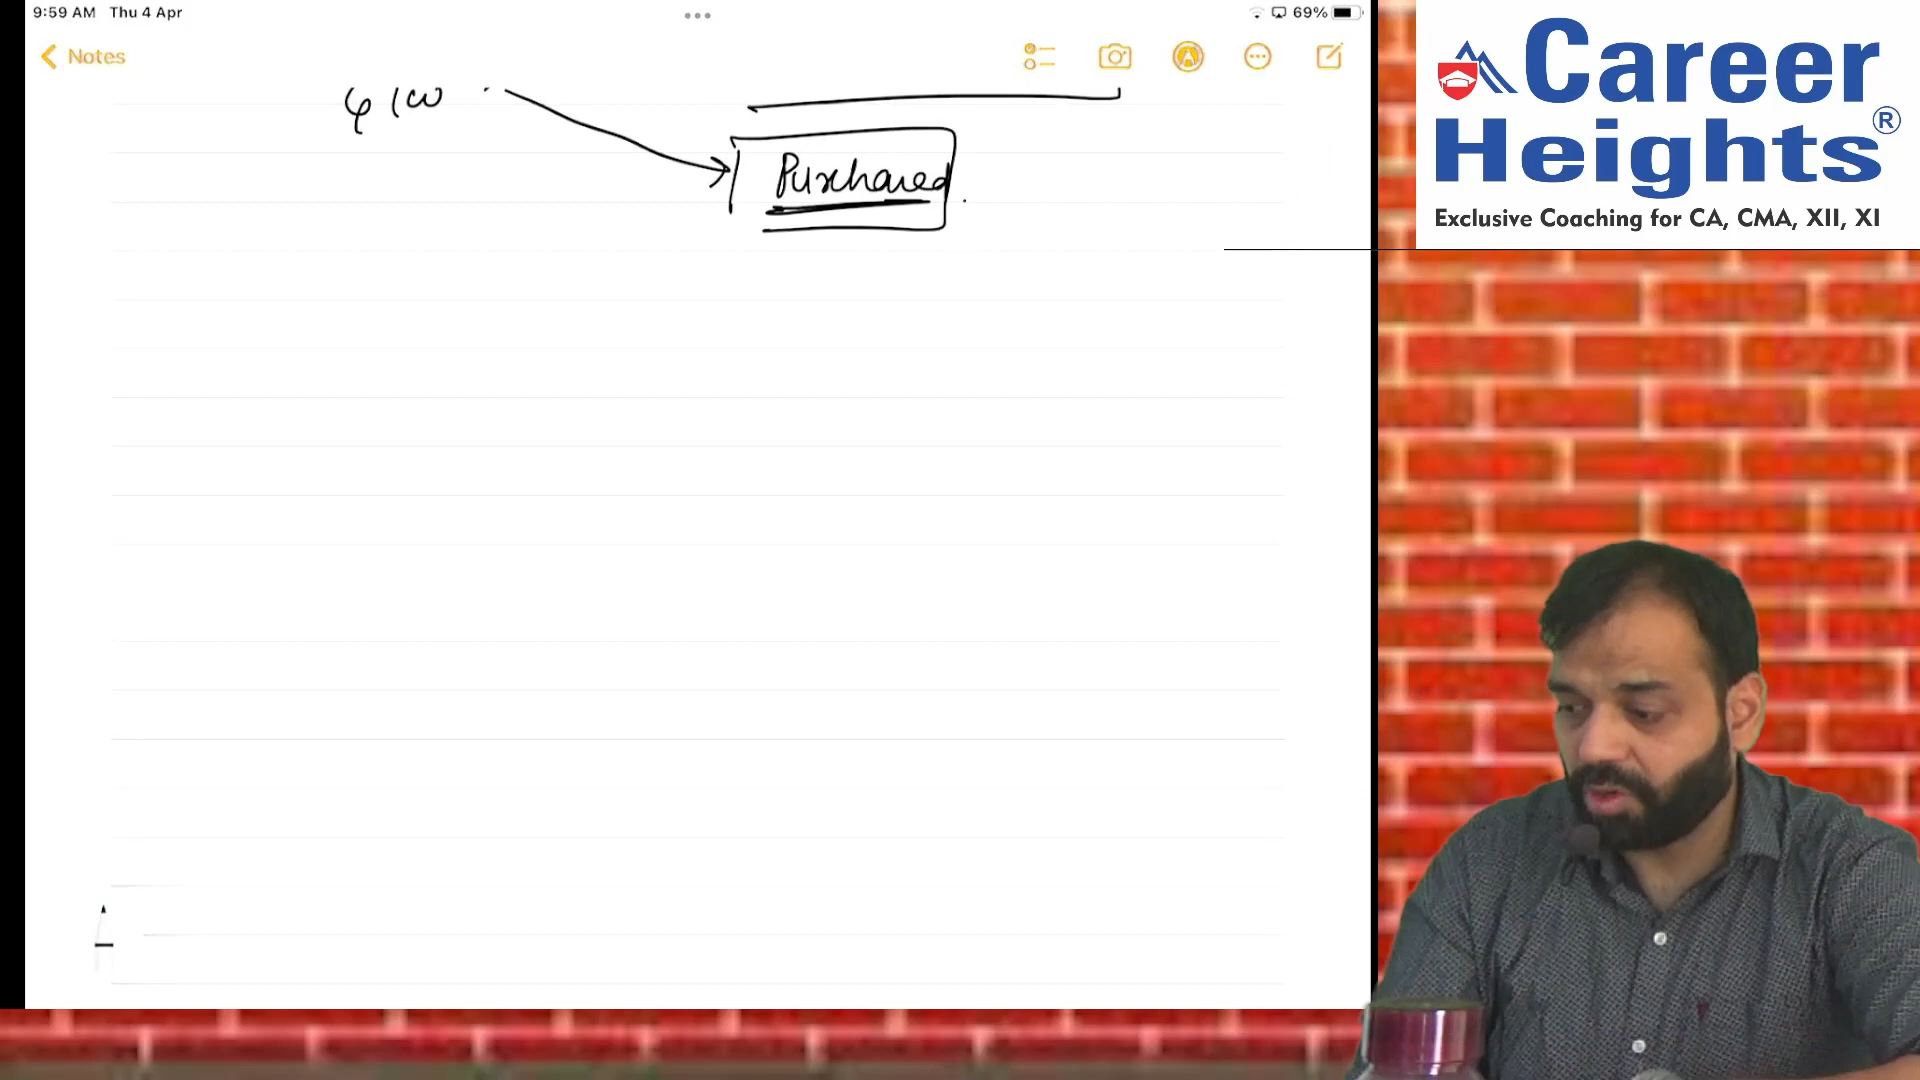 9:59 AM Thu 4 Apr
69%
Notes
Purchased
Career
Heights®
Exclusive Coaching for CA, CMA, XII, XI